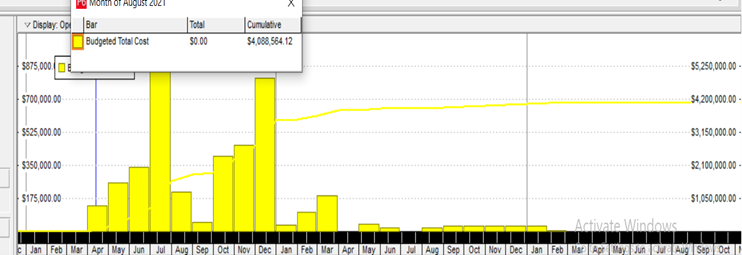 Month of August 2021 X
Bar Total Cumulative
Budgeted Total Cost $0.00 $4,088,564.12
Display:
$875,000.0 $5,250,000.00
$700,000.00 $4,200,000.00
$525,000.00 $3,150,000.00
$350,000.00 $2,100,000.00
$175,000.00 $1,050,000.00
Activate Windows
c Jan Feb Mar Apr May Jun Jul Aug Sep Oct Nov Dec Jan Feb Mar Apr May Jun Jul Aug Sep Oct Nov Dec Jan Feb Mar Apr May Jun Jul Aug Sep Oct N